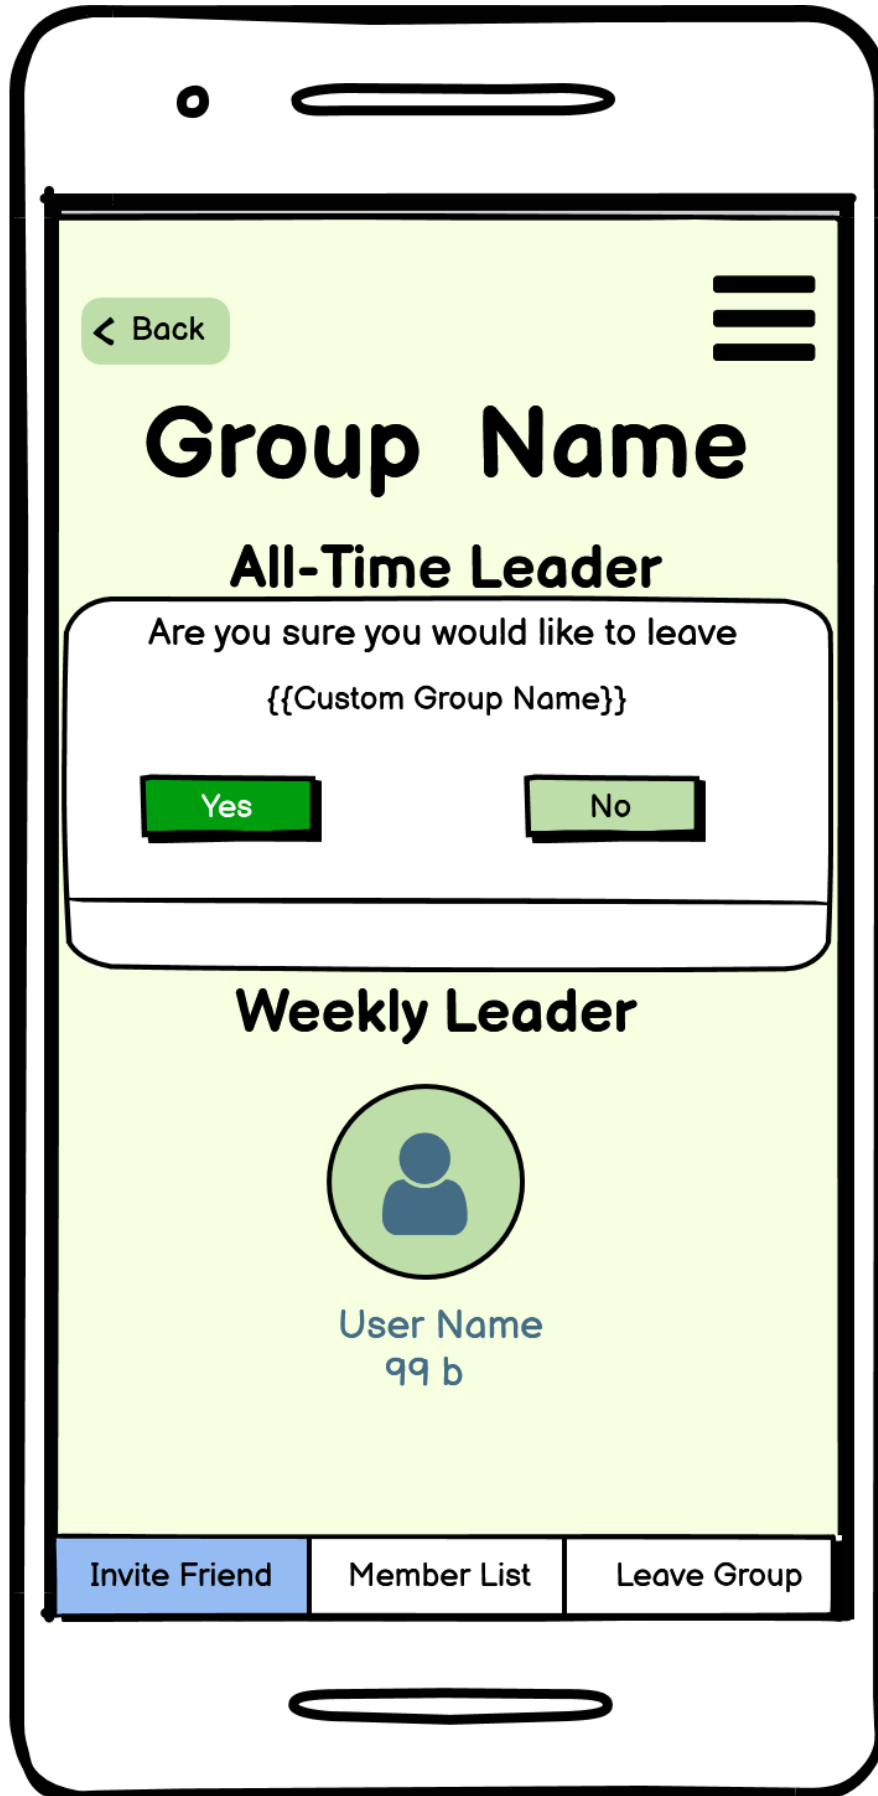 Back
Group Name
All-Time Leader
Are you sure you would like to leave
{{Custom Group Name}}
Yes No
Weekly Leader
User Name
99 b
Invite Friend Member List Leave Group